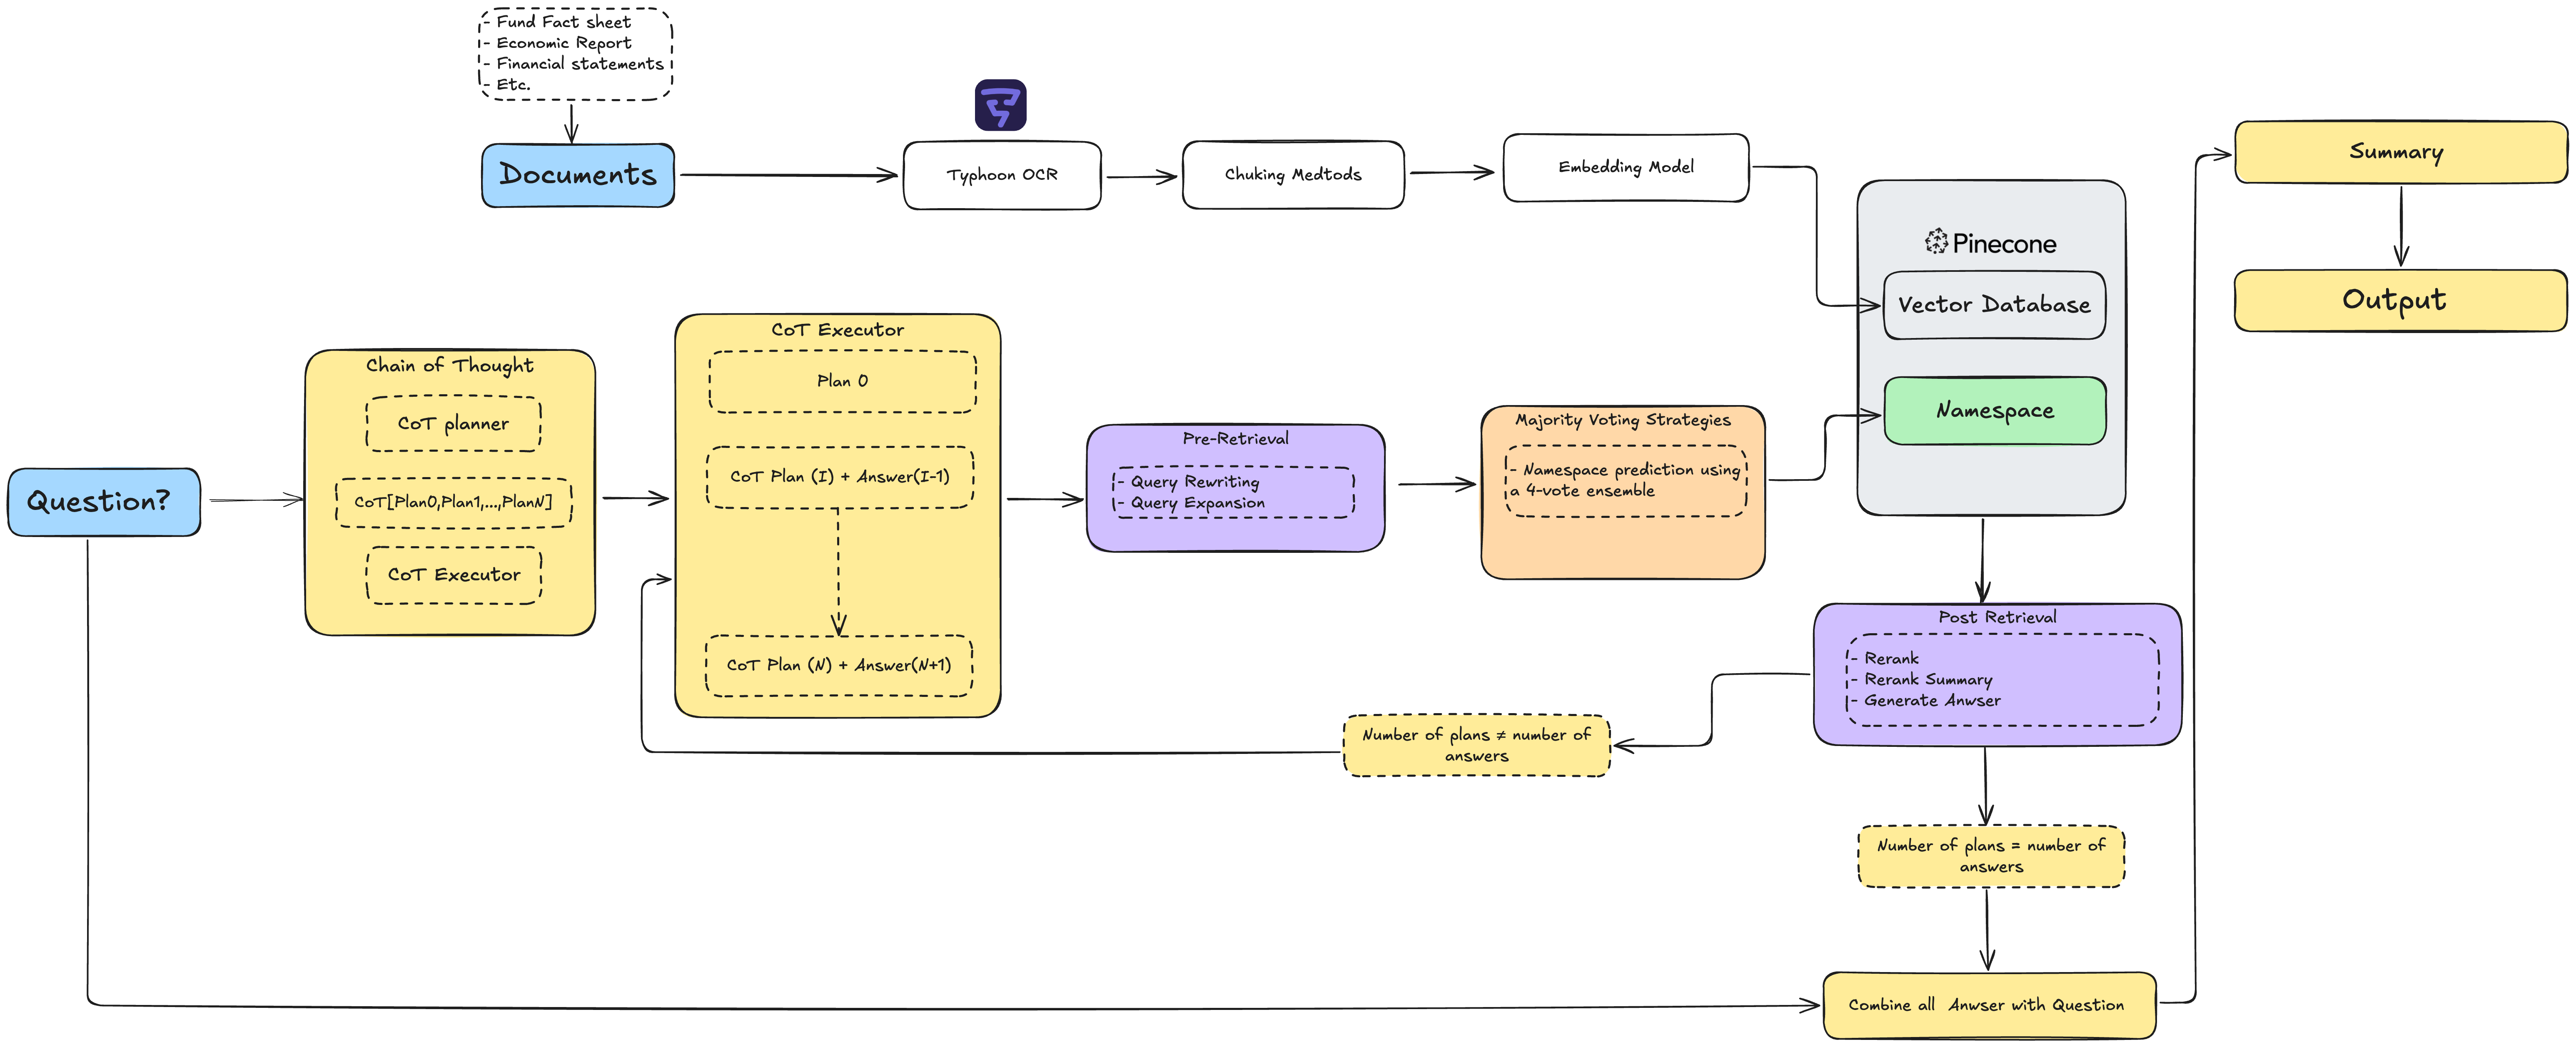 - Fund Fact sheet
- Economic Report
- Financial statements
- Etc.
Documents
Typhoon OCR
Chuking Medtods
Embedding Model
Pinecone
Vector Database
Namespace
Summary
Output
Question?
Chain of Thought
CoT planner
CoT[Plan0,Plan1,...,PlanN]
CoT Executor
CoT Executor
Plan 0
CoT Plan (I) + Answer(I-1)
CoT Plan (N) + Answer(N+1)
Pre-Retrieval
- Query Rewriting
- Query Expansion
Majority Voting Strategies
- Namespace prediction using
a 4-vote ensemble
Post Retrieval
- Rerank
- Rerank Summary
- Generate Anwser
Number of plans ≠ number of
answers
Number of plans = number of
answers
Combine all Anwser with Question